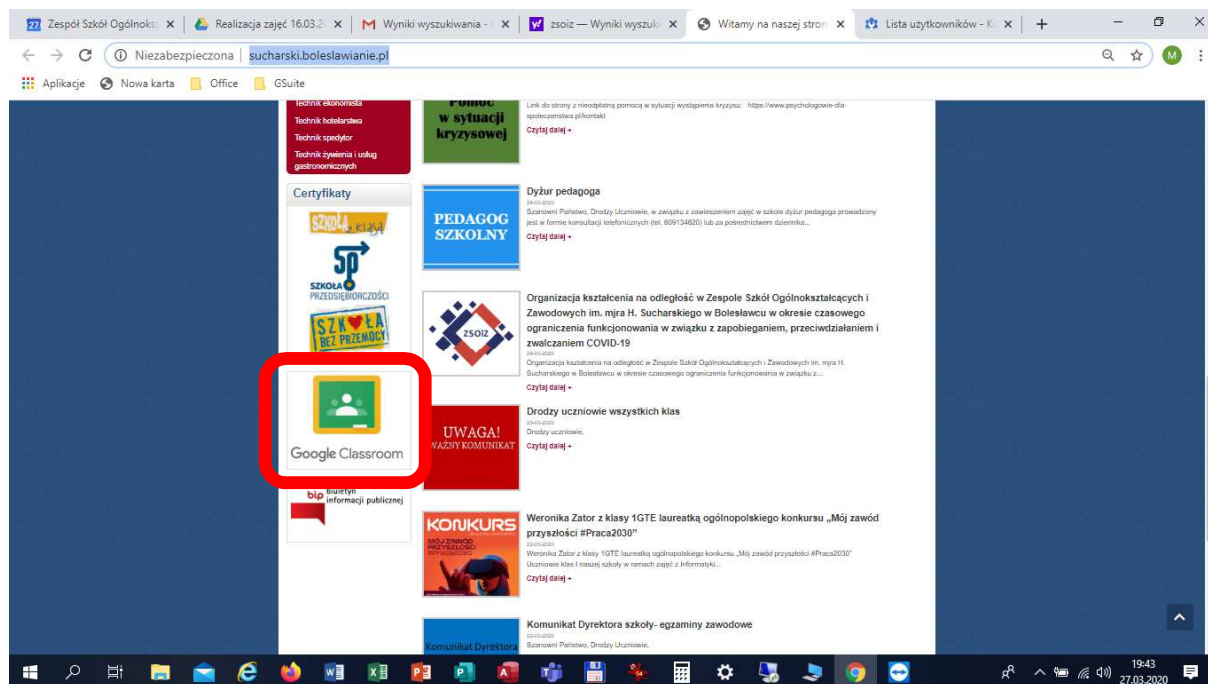 Zespół Szkół Ogólnoks
Realizacja zajęć 16.03.2
Wyniki wyszukiwania -
zsoiz — Wyniki wyszuk
Witamy na naszej stron
Lista użytkowników - K
Niezabezpieczona | sucharski.boleslawianie.pl
M
Aplikacje
Nowa karta
Office
GSuite
Technik ekonomista
Technik hotelarstwa
Technik spedytor
Technik żywienia i usług
gastronomicznych
Certyfikaty
SZKOŁA z KLASĄ
SZKOŁA
PRZEDSIĘBIORCZOŚCI
SZKOŁA
BEZ PRZEMOCY
Google Classroom
bip biuletyn
informacji publicznej
Pomoc
w sytuacji
kryzysowej
Link do strony z nieodpłatną pomocą w sytuacji wystąpienia kryzysu: https://www.psychologowie-dla-
spoleczenstwa.pl/kontakt
Czytaj dalej +
PEDAGOG
SZKOLNY
Dyżur pedagoga
24-03-2020
Szanowni Państwo, Drodzy Uczniowie, w związku z zawieszeniem zajęć w szkole dyżur pedagoga prowadzony
jest w formie konsultacji telefonicznych (tel. 609134620) lub za pośrednictwem dziennika...
Czytaj dalej +
ZSOIZ
Organizacja kształcenia na odległość w Zespole Szkół Ogólnokształcących i
Zawodowych im. mjra H. Sucharskiego w Bolesławcu w okresie czasowego
ograniczenia funkcjonowania w związku z zapobieganiem, przeciwdziałaniem i
zwalczaniem COVID-19
24-03-2020
Organizacja kształcenia na odległość w Zespole Szkół Ogólnokształcących i Zawodowych im. mjra H.
Sucharskiego w Bolesławcu w okresie czasowego ograniczenia funkcjonowania w związku z...
Czytaj dalej +
UWAGA!
WAŻNY KOMUNIKAT
Drodzy uczniowie wszystkich klas
23-03-2020
Drodzy uczniowie,
Czytaj dalej +
KONKURS
MÓJ ZAWÓD
PRZYSZŁOŚCI
#PRACA2030
Weronika Zator z klasy 1GTE laureatką ogólnopolskiego konkursu „Mój zawód
przyszłości #Praca2030”
22-03-2020
Weronika Zator z klasy 1GTE laureatką ogólnopolskiego konkursu „Mój zawód przyszłości #Praca2030”
Uczniowie klas I naszej szkoły w ramach zajęć z Informatyki...
Czytaj dalej +
Komunikat Dyrektora
Komunikat Dyrektora szkoły- egzaminy zawodowe
22-03-2020
Szanowni Państwo, Drodzy Uczniowie,
19:43
27.03.2020